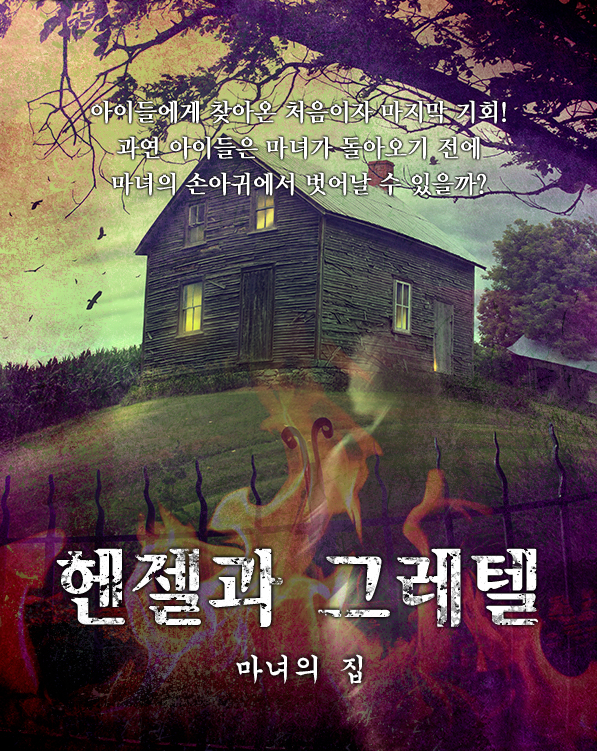 아이들에게 찾아온 처음이자 마지막 기회!
과연 아이들은 마녀가 돌아오기 전에
마녀의 손아귀에서 벗어날 수 있을까?
헨젤과 그레텔
마녀의 집